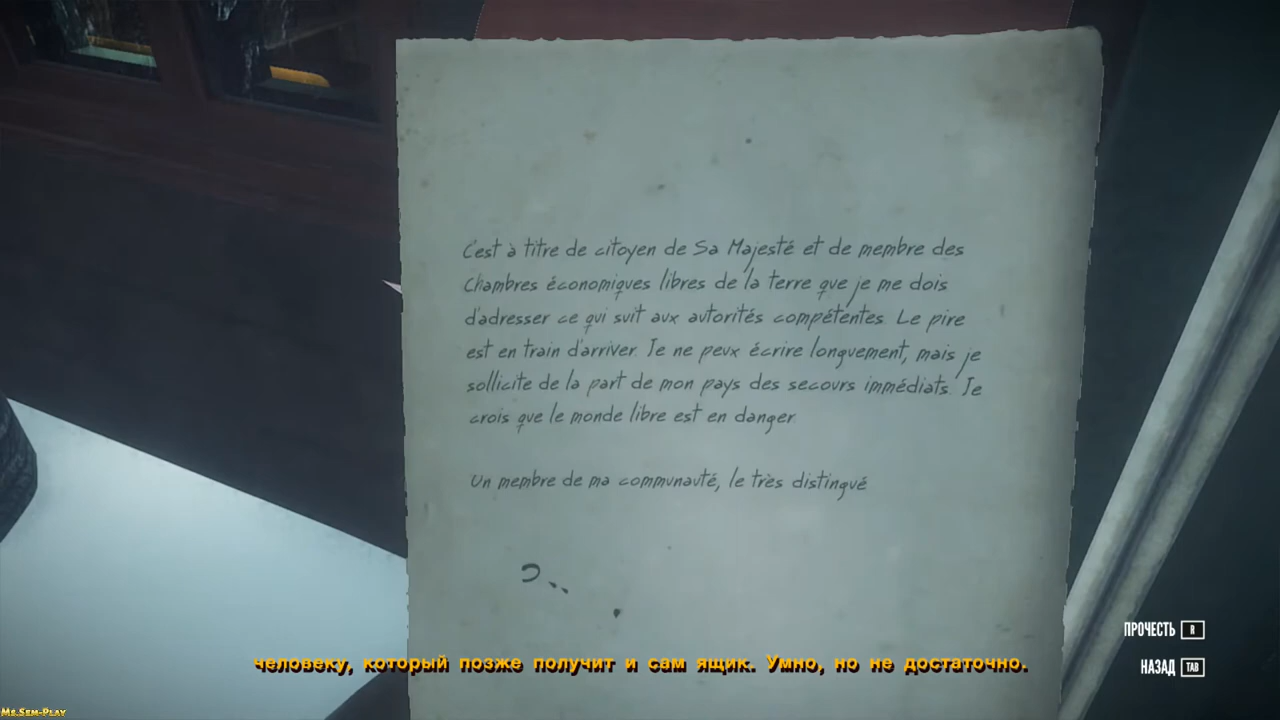 C'est à titre de citoyen de Sa Majesté et de membre des
Chambres économiques libres de la terre que je me dois
d'adresser ce qui suit aux autorités compétentes. Le pire
est en train d'arriver. Je ne peux écrire longuement, mais je
sollicite de la part de mon pays des secours immédiats. Je
crois que le monde libre est en danger.
Un membre de ma communauté, le très distingué
ПРОЧЕСТЬ R
человеку, который позже получит и сам ящик. Умно, но не достаточно.
НАЗАД TAB
Ms.Sem-Play